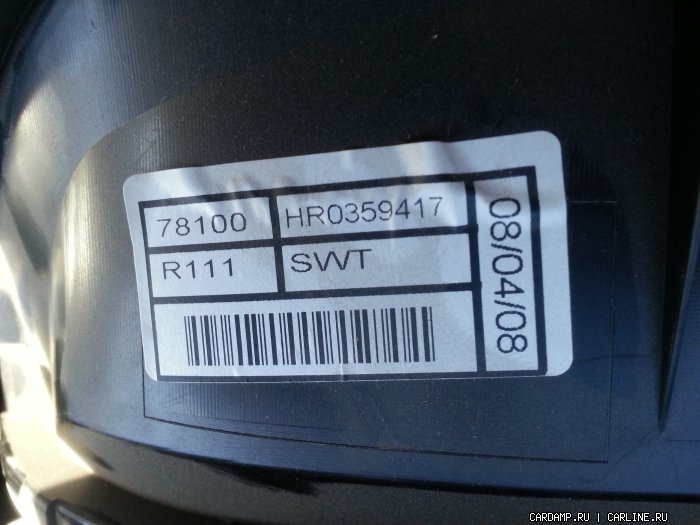 78100 HR0359417
R111 SWT
08/04/08
CARDAMP.RU | CARLINE.RU